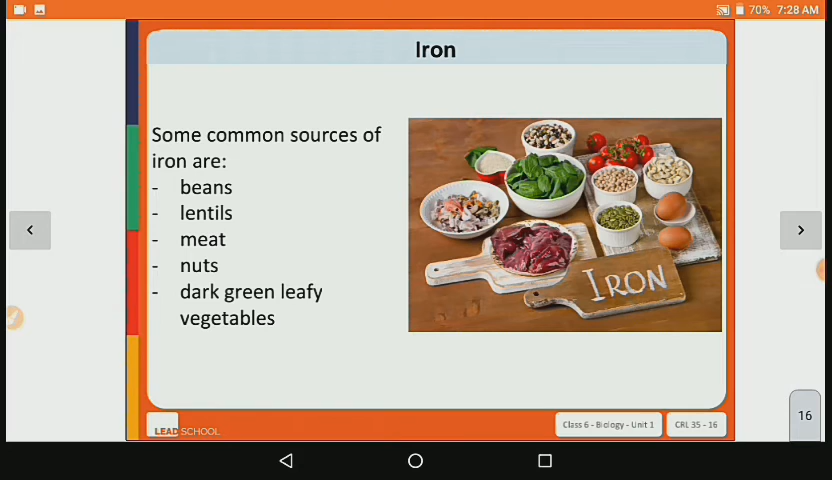 70% 7:28 AM
Iron
Some common sources of
iron are:
- beans
- lentils
- meat
- nuts
- dark green leafy
vegetables
IRON
LEAD SCHOOL
Class 6 - Biology - Unit 1
CRL 35 - 16
16